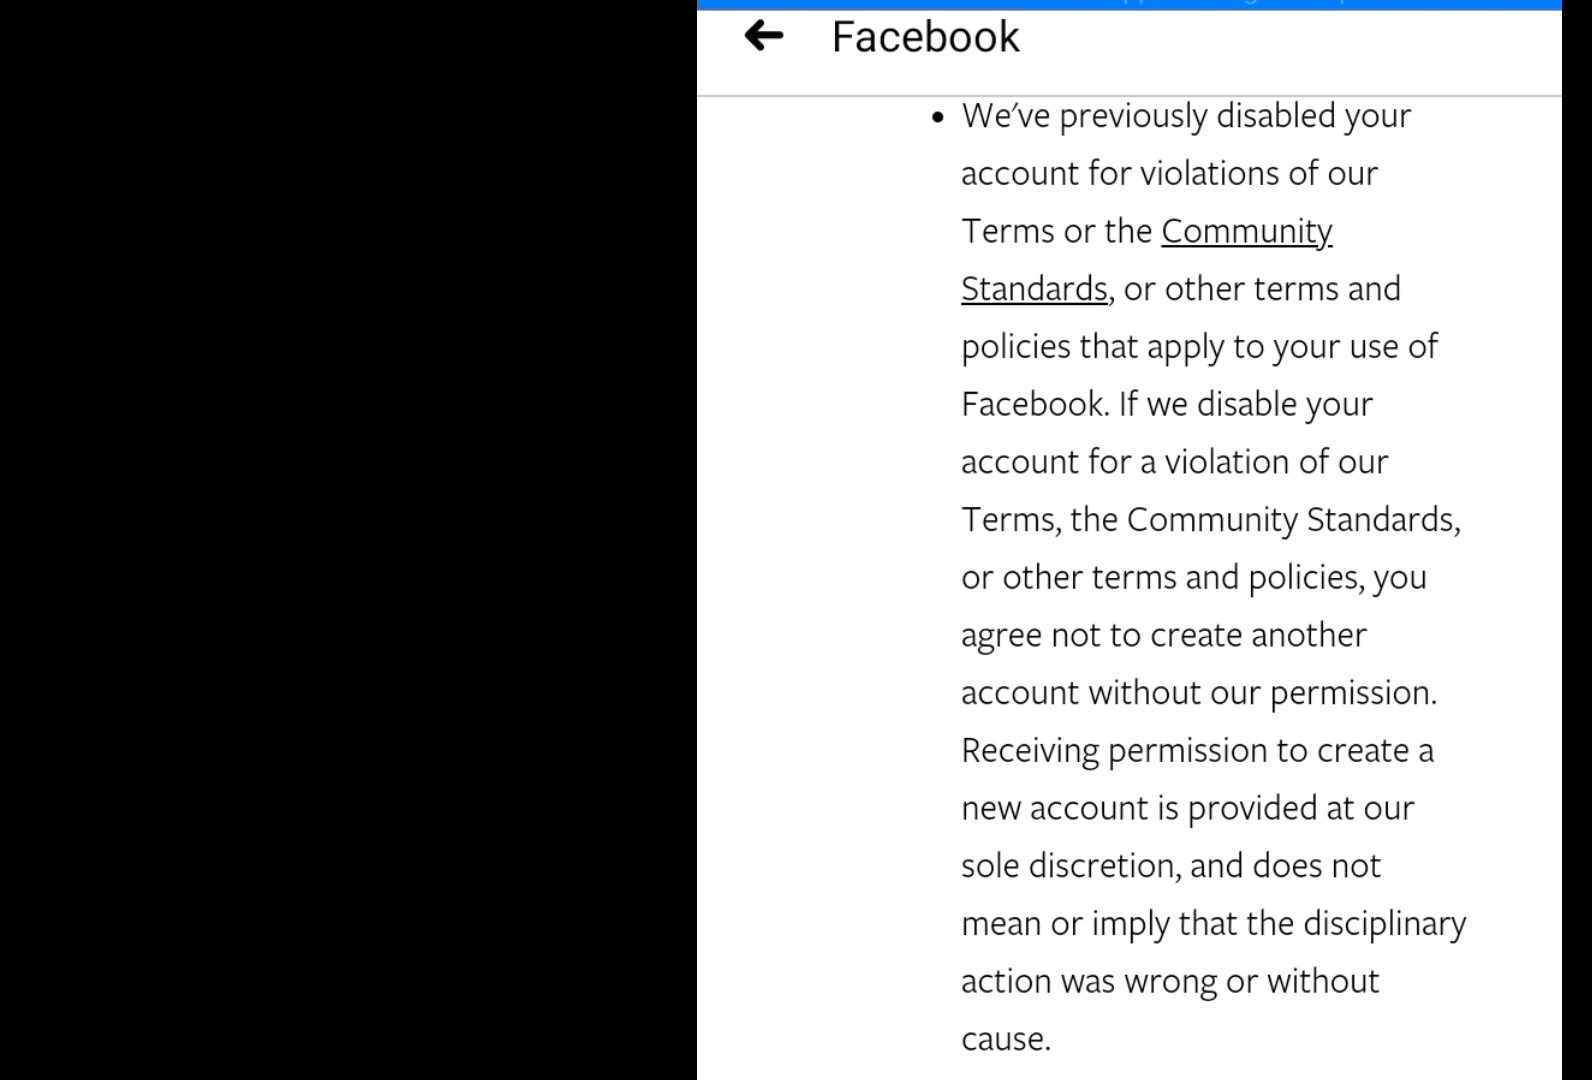 Facebook
• We've previously disabled your
account for violations of our
Terms or the Community
Standards, or other terms and
policies that apply to your use of
Facebook. If we disable your
account for a violation of our
Terms, the Community Standards,
or other terms and policies, you
agree not to create another
account without our permission.
Receiving permission to create a
new account is provided at our
sole discretion, and does not
mean or imply that the disciplinary
action was wrong or without
cause.